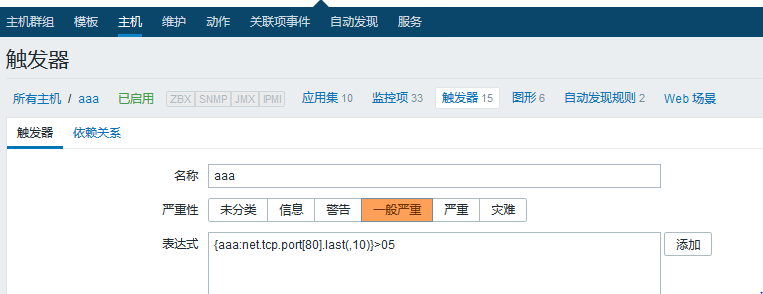 主机群组 模板 主机 维护 动作 关联项事件 自动发现 服务
触发器
所有主机 / aaa 已启用 ZBX SNMP JMX IPMI 应用集 10 监控项 33 触发器 15 图形 6 自动发现规则 2 Web 场景
触发器 依赖关系
名称 aaa
严重性 未分类 信息 警告 一般严重 严重 灾难
表达式 {aaa:net.tcp.port[80].last(,10)}>05 添加